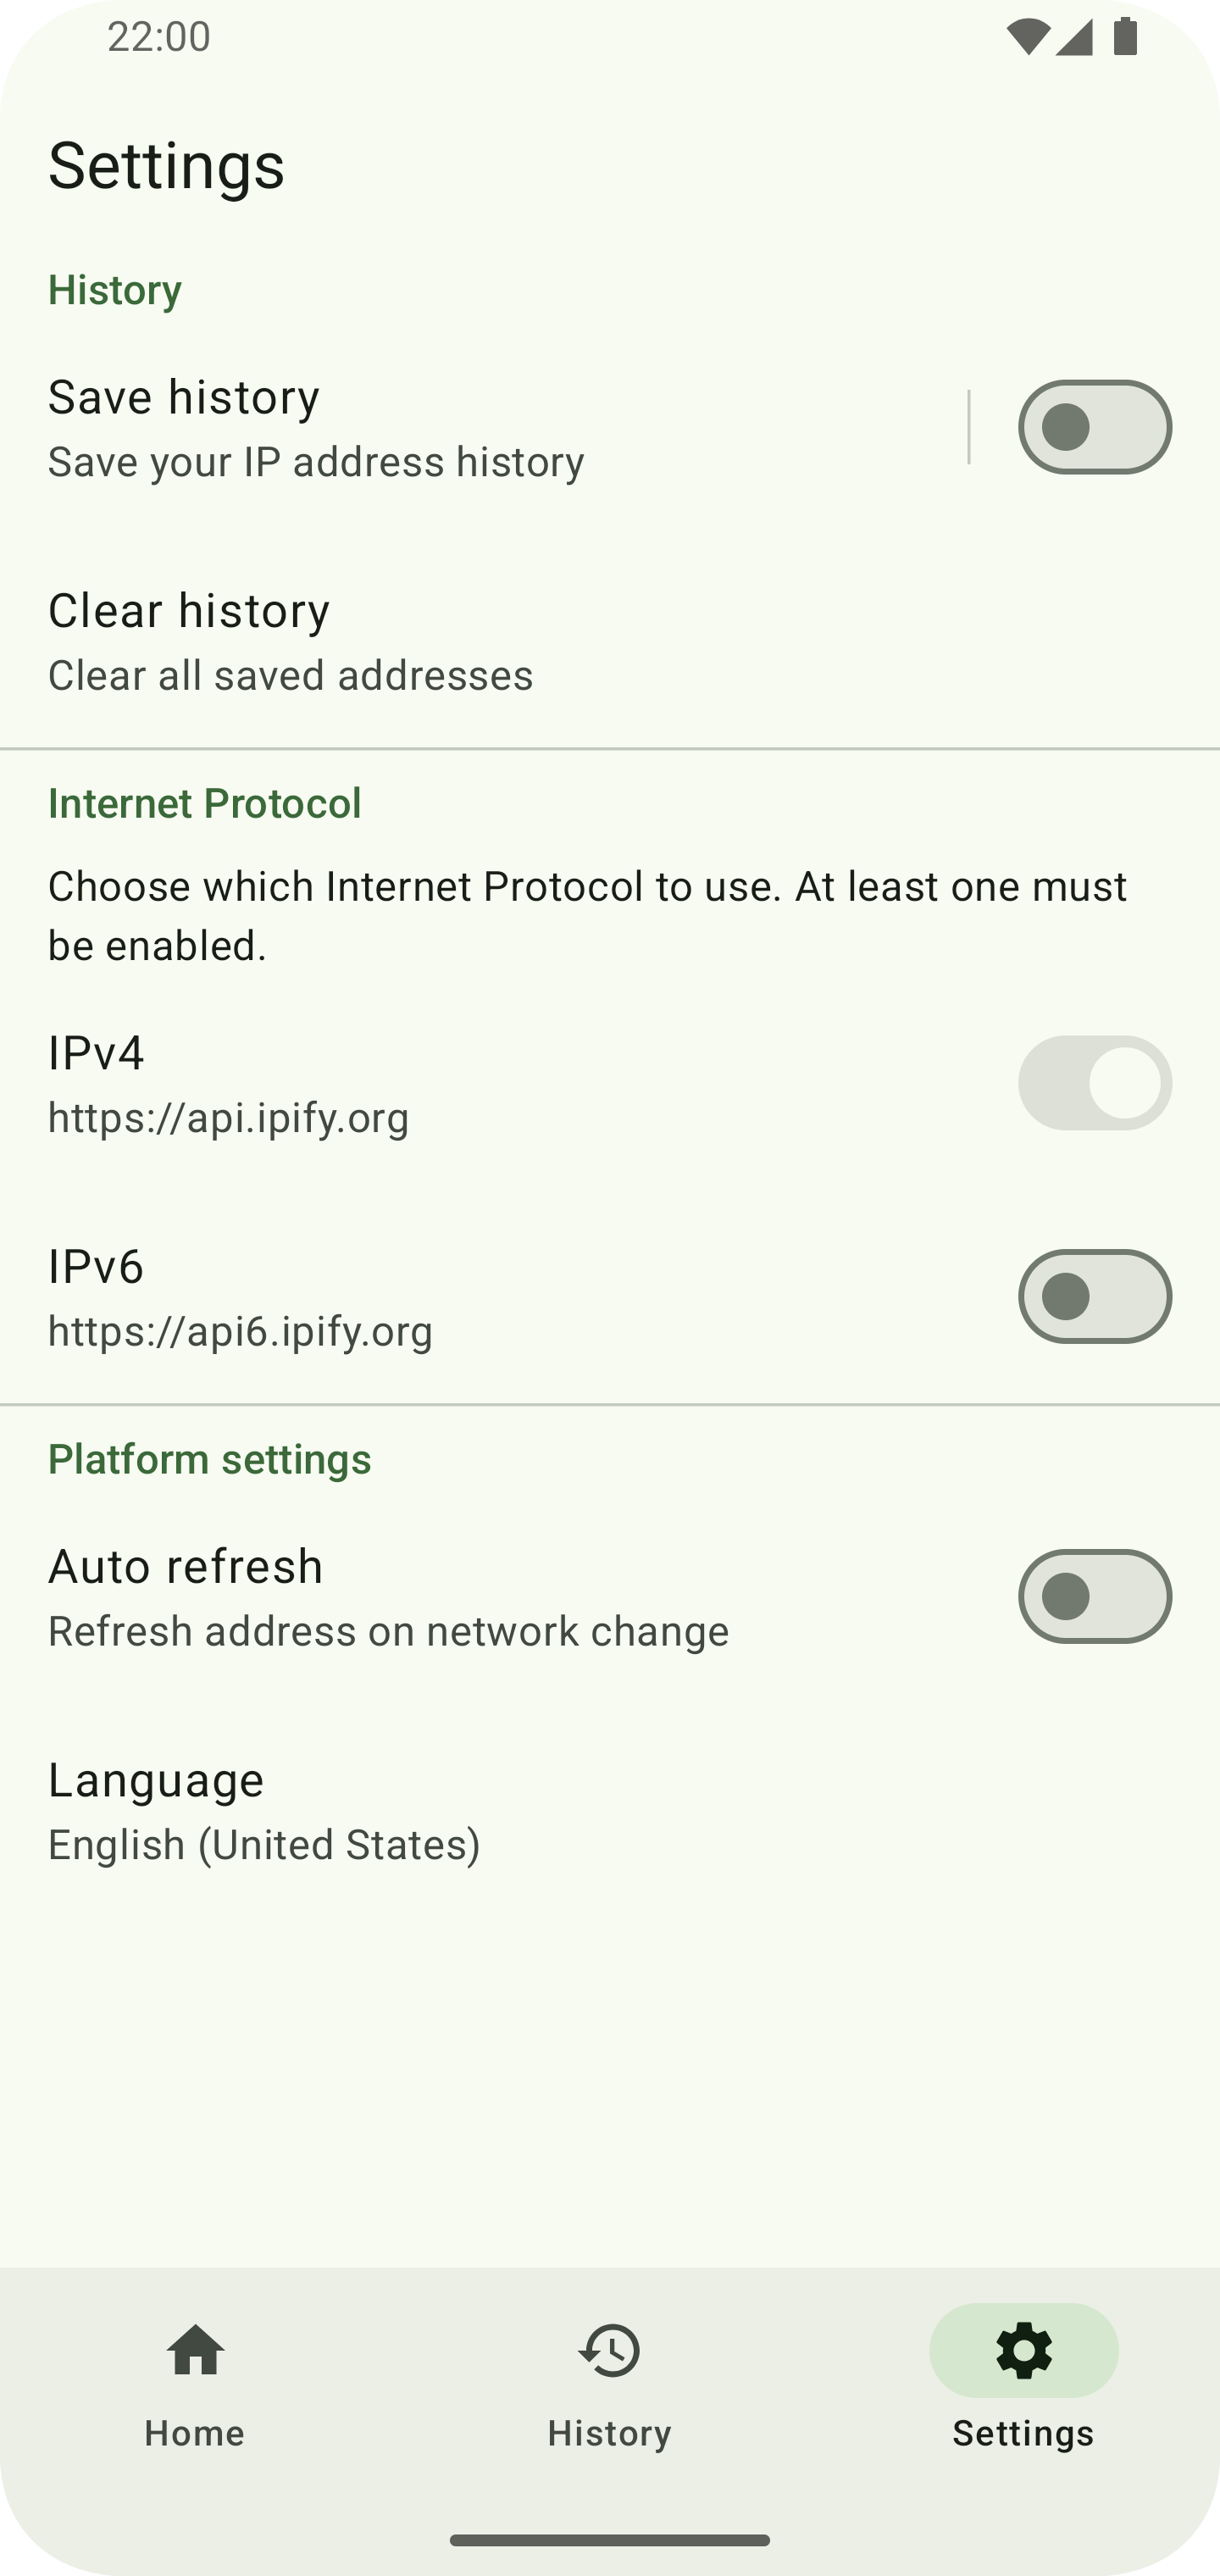 22:00
Settings
History
Save history
Save your IP address history
Clear history
Clear all saved addresses
Internet Protocol
Choose which Internet Protocol to use. At least one must
be enabled.
IPv4
https://api.ipify.org
IPv6
https://api6.ipify.org
Platform settings
Auto refresh
Refresh address on network change
Language
English (United States)
Home
History
Settings